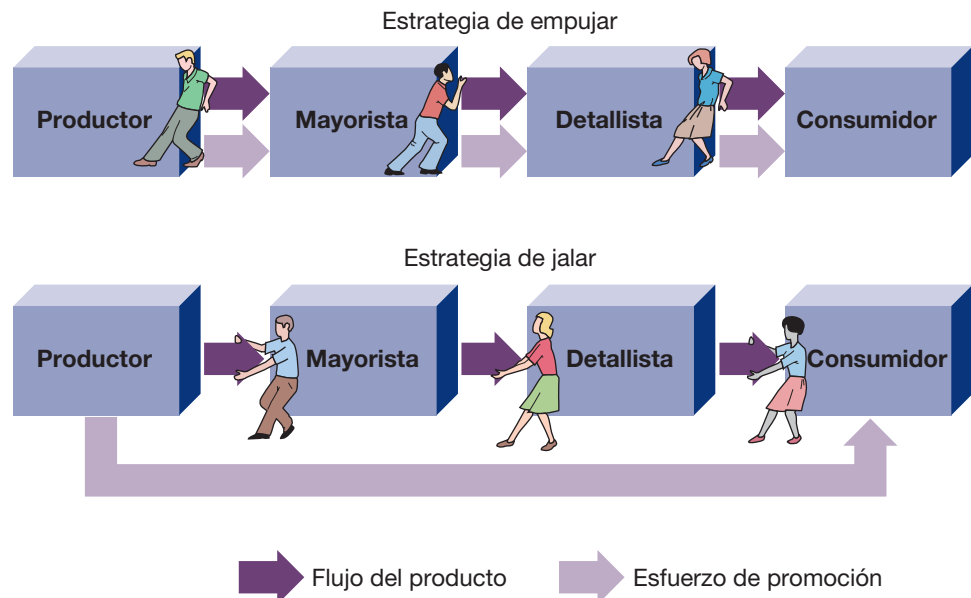 Estrategia de empujar
Productor
Mayorista
Detallista
Consumidor
Estrategia de jalar
Productor
Mayorista
Detallista
Consumidor
Flujo del producto
Esfuerzo de promoción